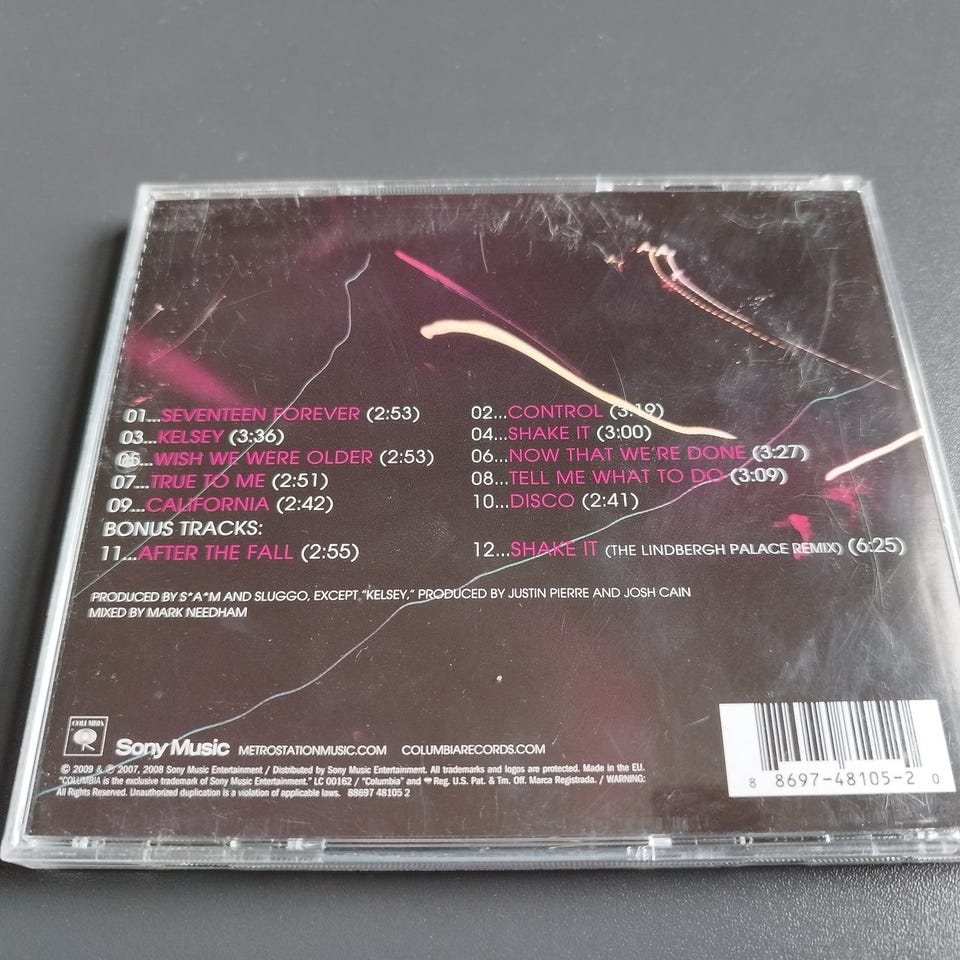 01...SEVENTEEN FOREVER (2:53) 02...CONTROL (3:19)
03...KELSEY (3:36) 04...SHAKE IT (3:00)
05...WISH WE WERE OLDER (2:53) 06...NOW THAT WE'RE DONE (3:27)
07...TRUE TO ME (2:51) 08...TELL ME WHAT TO DO (3:09)
09...CALIFORNIA (2:42) 10...DISCO (2:41)
BONUS TRACKS:
11...AFTER THE FALL (2:55) 12...SHAKE IT (THE LINDBERGH PALACE REMIX) (6:25)
PRODUCED BY S*A*M AND SLUGGO, EXCEPT "KELSEY," PRODUCED BY JUSTIN PIERRE AND JOSH CAIN
MIXED BY MARK NEEDHAM
COLUMBIA
Sony Music METROSTATIONMUSIC.COM COLUMBIARECORDS.COM
© 2009 & ℗ 2007, 2008 Sony Music Entertainment / Distributed by Sony Music Entertainment. All trademarks and logos are protected. Made in the EU.
"COLUMBIA is the exclusive trademark of Sony Music Entertainment." LC 00162 / "Columbia" and Reg. U.S. Pat. & Tm. Off. Marca Registrada. / WARNING:
All Rights Reserved. Unauthorized duplication is a violation of applicable laws. 88697 48105 2
8 8697-48105-2 0